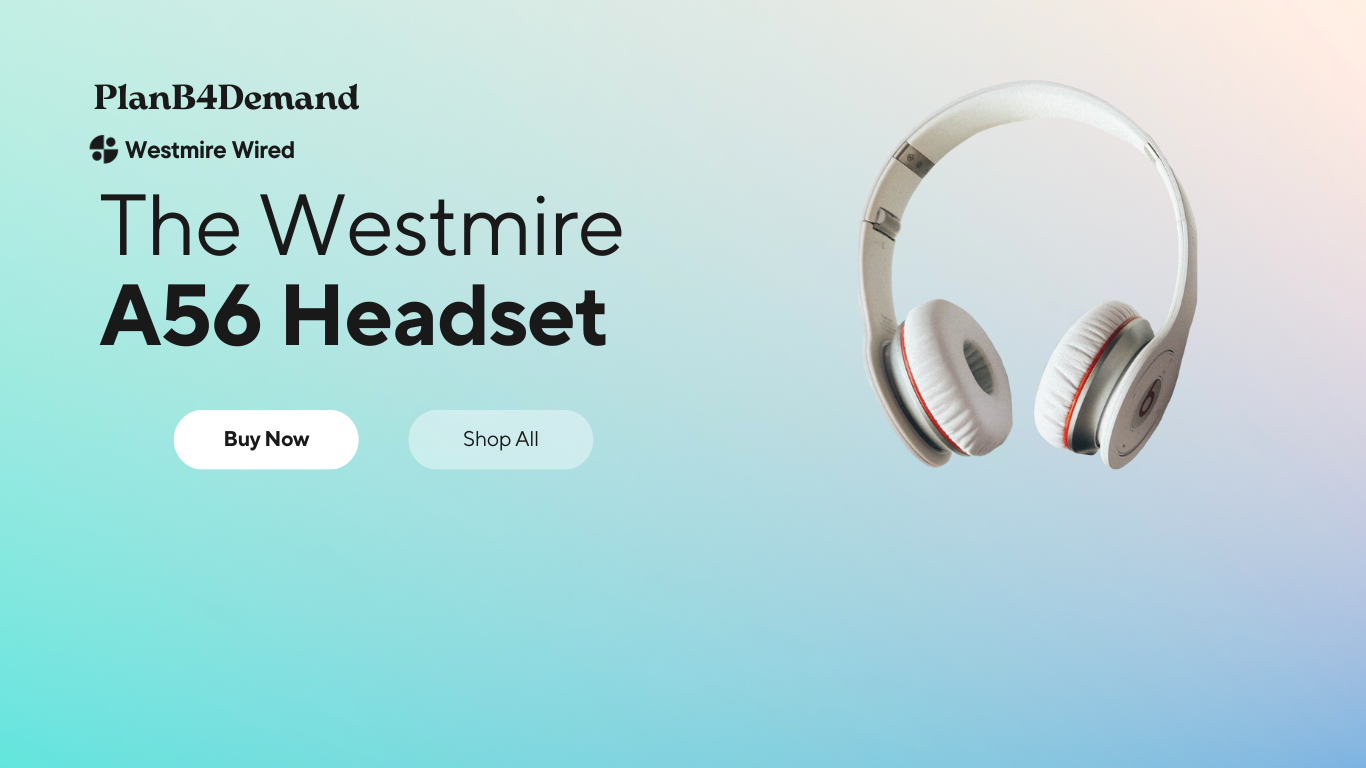 PlanB4Demand
Westmire Wired
The Westmire
A56 Headset
Buy Now
Shop All